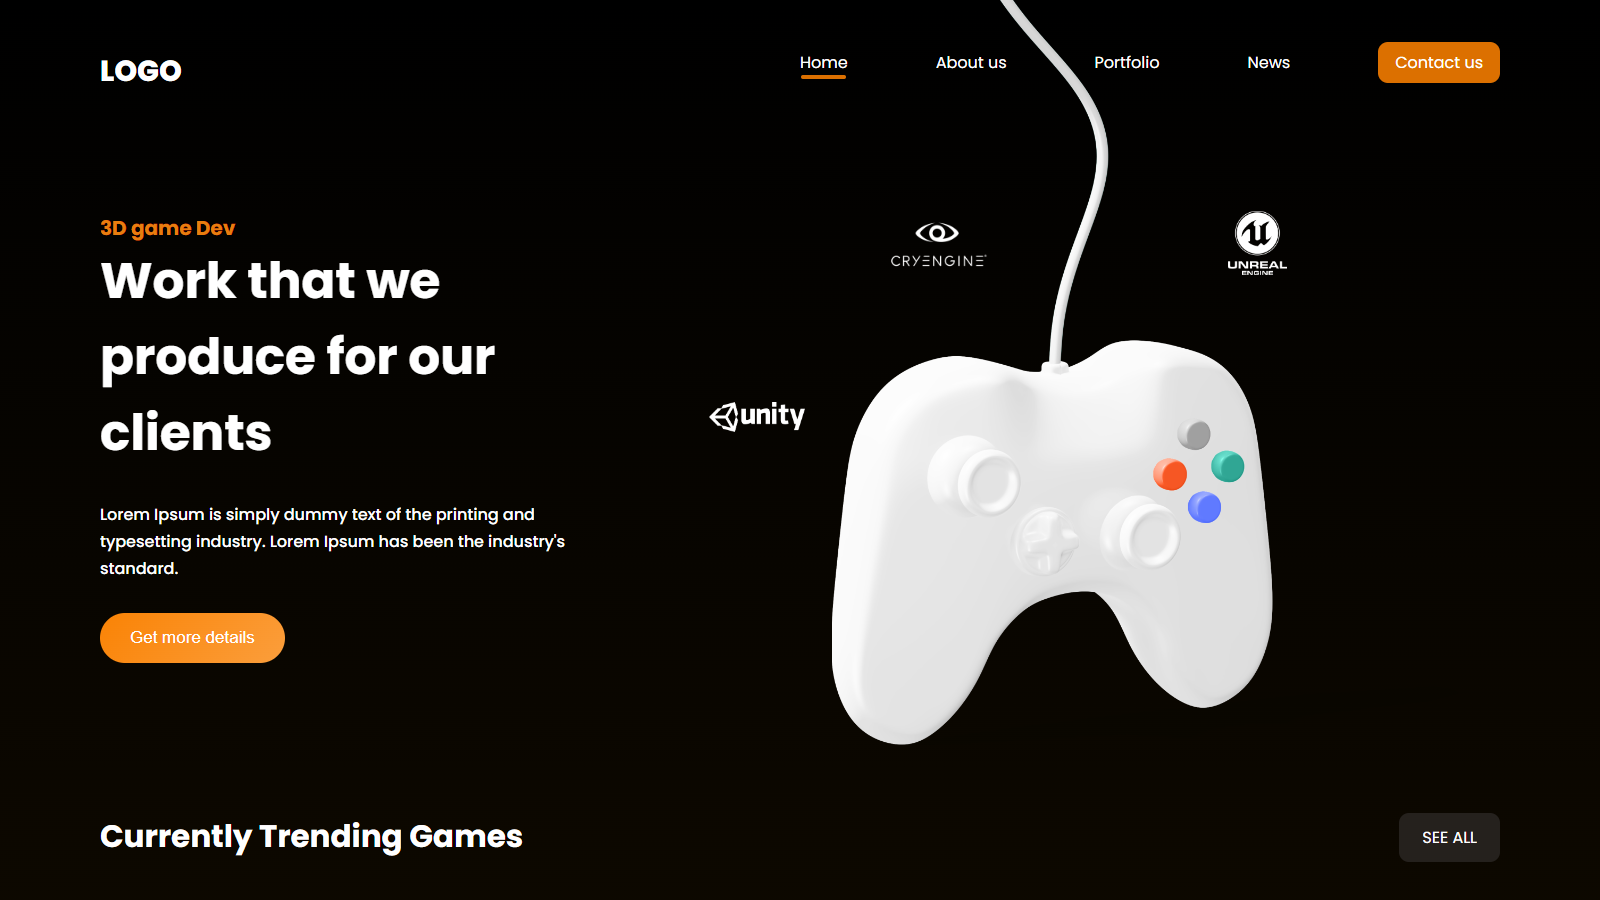 LOGO
Home
About us
Portfolio
News
Contact us
3D game Dev
Work that we
produce for our
clients
Lorem Ipsum is simply dummy text of the printing and
typesetting industry. Lorem Ipsum has been the industry's
standard.
Get more details
CRYENGINE
UNREAL
ENGINE
unity
Currently Trending Games
SEE ALL